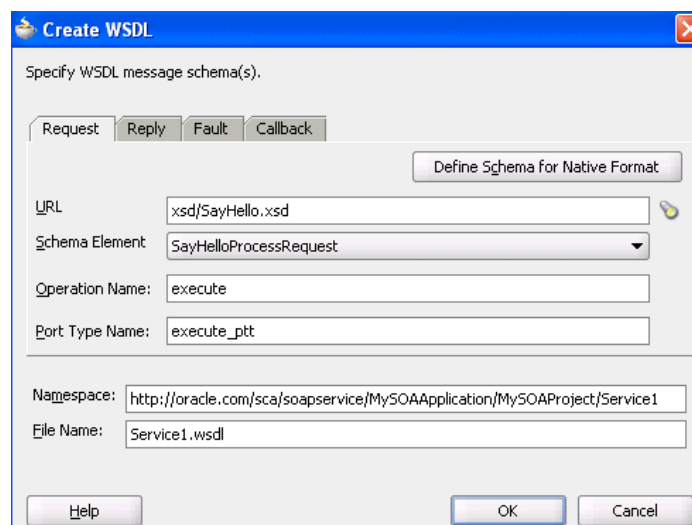 Create WSDL
Specify WSDL message schema(s).
Request Reply Fault Callback
Define Schema for Native Format
URL xsd/SayHello.xsd
Schema Element SayHelloProcessRequest
Operation Name: execute
Port Type Name: execute_ptt
Namespace: http://oracle.com/sca/soapservice/MySOAApplication/MySOAProject/Service1
File Name: Service1.wsdl
Help OK Cancel